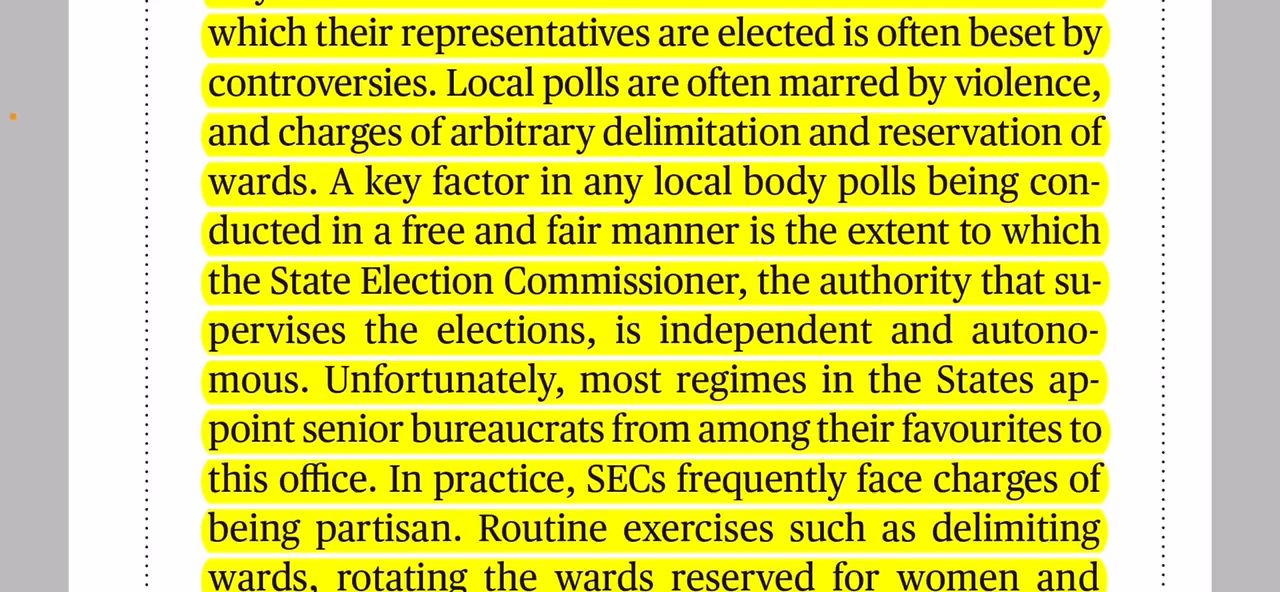 which their representatives are elected is often beset by
controversies. Local polls are often marred by violence,
and charges of arbitrary delimitation and reservation of
wards. A key factor in any local body polls being con-
ducted in a free and fair manner is the extent to which
the State Election Commissioner, the authority that su-
pervises the elections, is independent and autono-
mous. Unfortunately, most regimes in the States ap-
point senior bureaucrats from among their favourites to
this office. In practice, SECs frequently face charges of
being partisan. Routine exercises such as delimiting
wards, rotating the wards reserved for women and